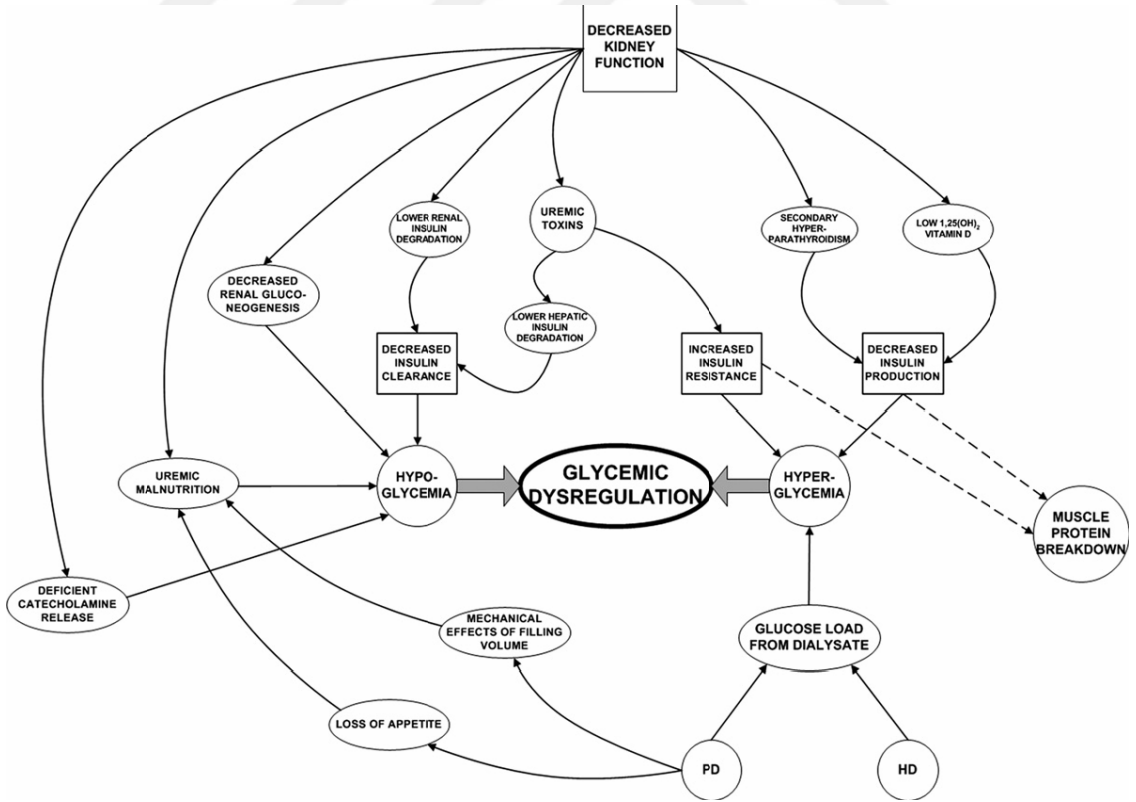 DECREASED
KIDNEY
FUNCTION
LOWER RENAL
INSULIN
DEGRADATION
UREMIC
TOXINS
SECONDARY
HYPER-
PARATHYROIDISM
LOW 1,25(OH)₂
VITAMIN D
DECREASED
RENAL GLUCO-
NEOGENESIS
LOWER HEPATIC
INSULIN
DEGRADATION
DECREASED
INSULIN
CLEARANCE
INCREASED
INSULIN
RESISTANCE
DECREASED
INSULIN
PRODUCTION
UREMIC
MALNUTRITION
HYPO-
GLYCEMIA
GLYCEMIC
DYSREGULATION
HYPER-
GLYCEMIA
MUSCLE
PROTEIN
BREAKDOWN
DEFICIENT
CATECHOLAMINE
RELEASE
MECHANICAL
EFFECTS OF FILLING
VOLUME
GLUCOSE LOAD
FROM DIALYSATE
LOSS OF APPETITE
PD
HD